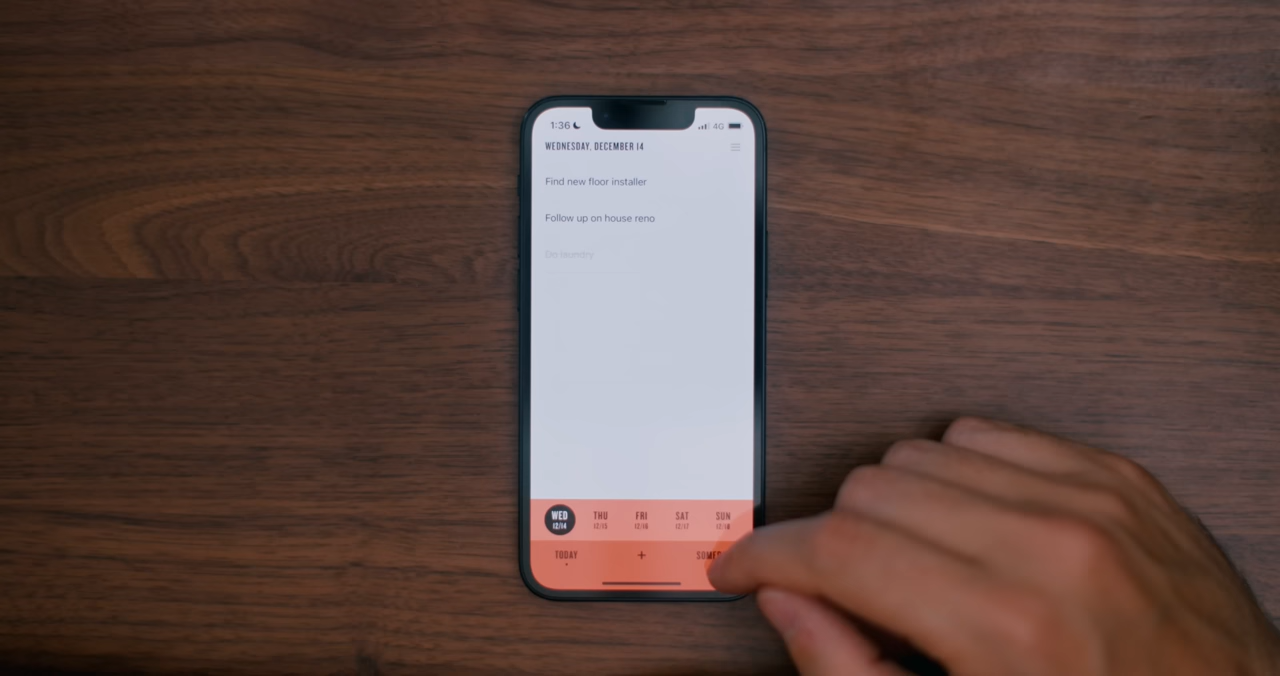 1:36 4G
WEDNESDAY, DECEMBER 14
Find new floor installer
Follow up on house reno
Do laundry
WED THU FRI SAT SUN
12/14 12/15 12/16 12/17 12/18
TODAY +